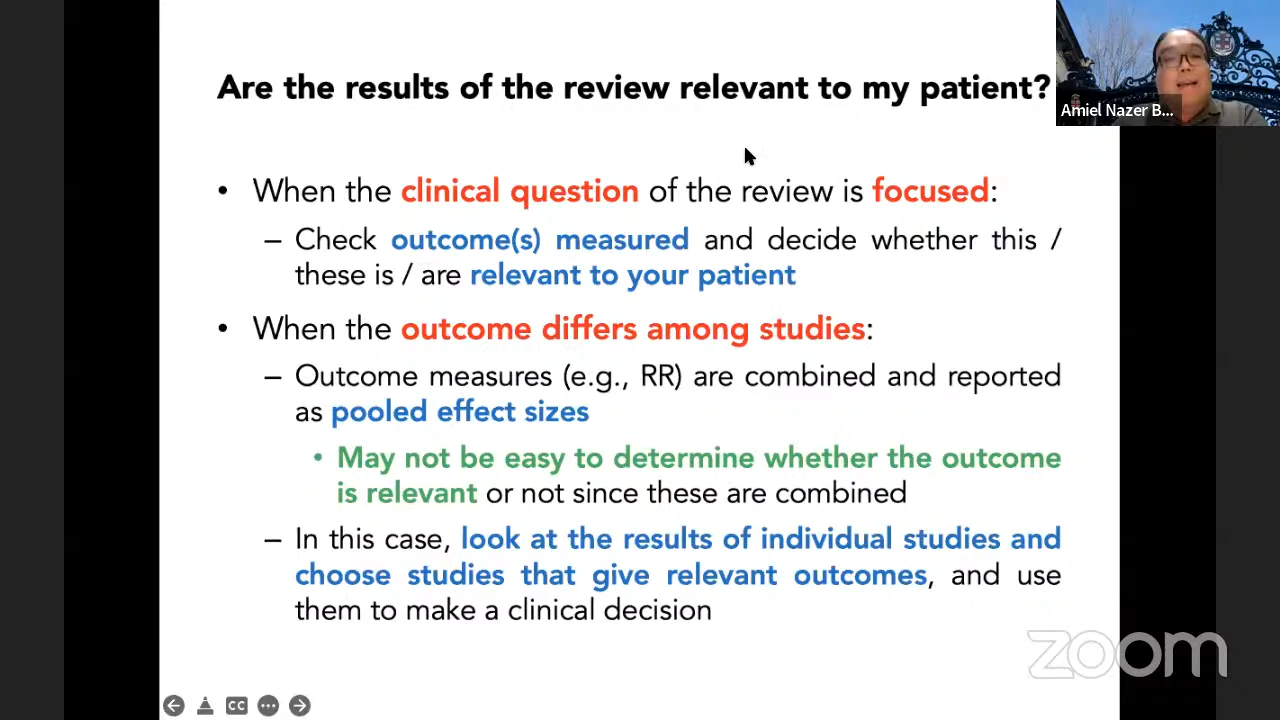 Are the results of the review relevant to my patient?
Amiel Nazer B...
• When the clinical question of the review is focused:
– Check outcome(s) measured and decide whether this /
these is / are relevant to your patient
• When the outcome differs among studies:
– Outcome measures (e.g., RR) are combined and reported
as pooled effect sizes
• May not be easy to determine whether the outcome
is relevant or not since these are combined
– In this case, look at the results of individual studies and
choose studies that give relevant outcomes, and use
them to make a clinical decision
zoom
CC